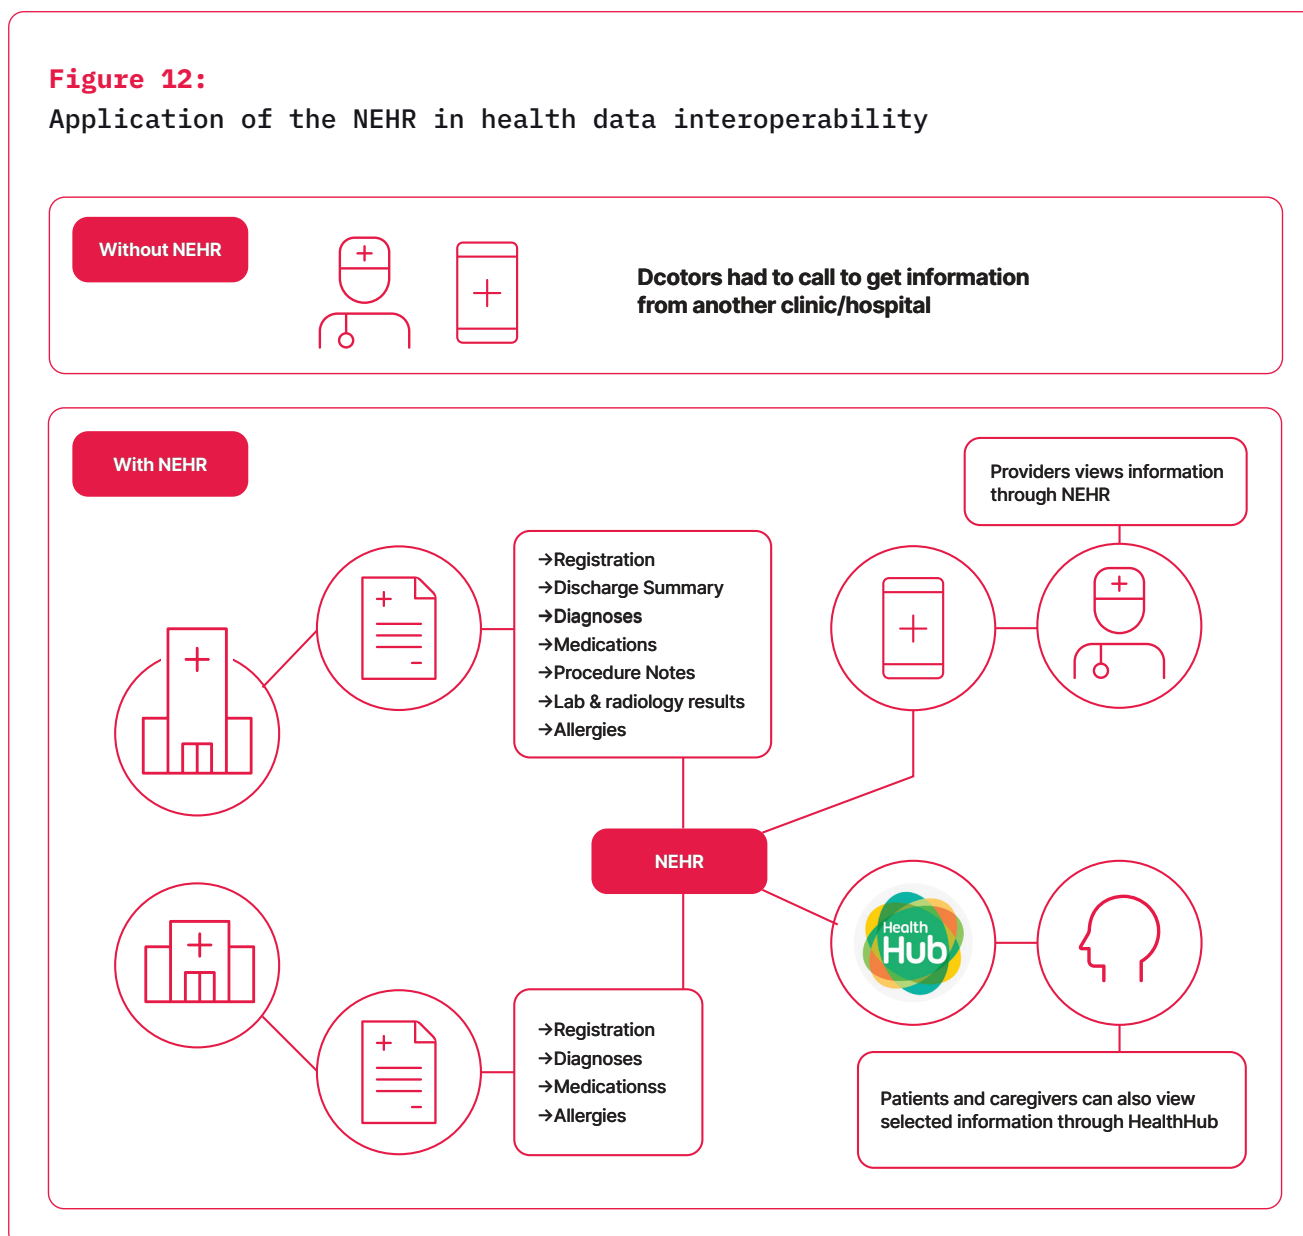 Figure 12:
Application of the NEHR in health data interoperability
Without NEHR
Dcotors had to call to get information
from another clinic/hospital
With NEHR
Providers views information
through NEHR
→Registration
→Discharge Summary
→Diagnoses
→Medications
→Procedure Notes
→Lab & radiology results
→Allergies
NEHR
Health
Hub
→Registration
→Diagnoses
→Medicationss
→Allergies
Patients and caregivers can also view
selected information through HealthHub